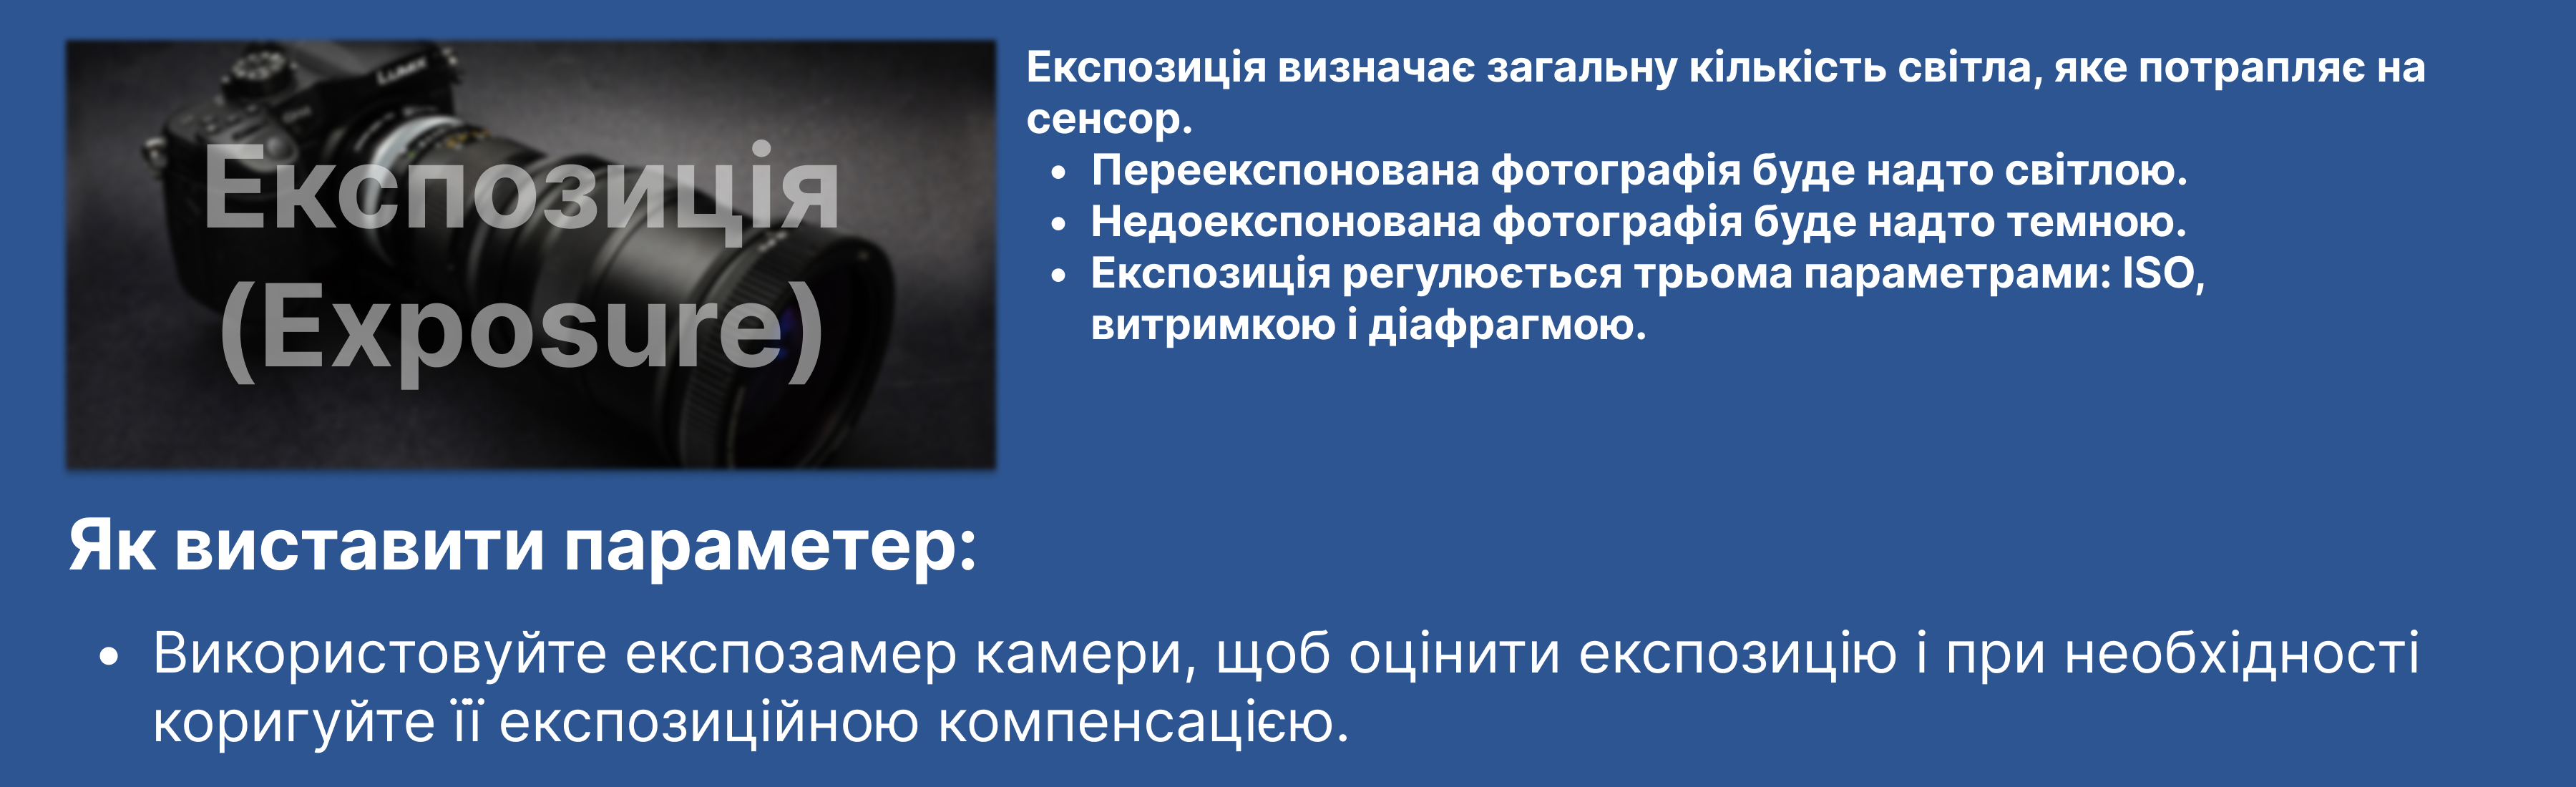 LUMIX
Експозиція
(Exposure)
Експозиція визначає загальну кількість світла, яке потрапляє на
сенсор.
• Переекспонована фотографія буде надто світлою.
• Недоекспонована фотографія буде надто темною.
• Експозиція регулюється трьома параметрами: ISO,
витримкою і діафрагмою.
Як виставити параметер:
• Використовуйте експозамер камери, щоб оцінити експозицію і при необхідності
коригуйте її експозиційною компенсацією.